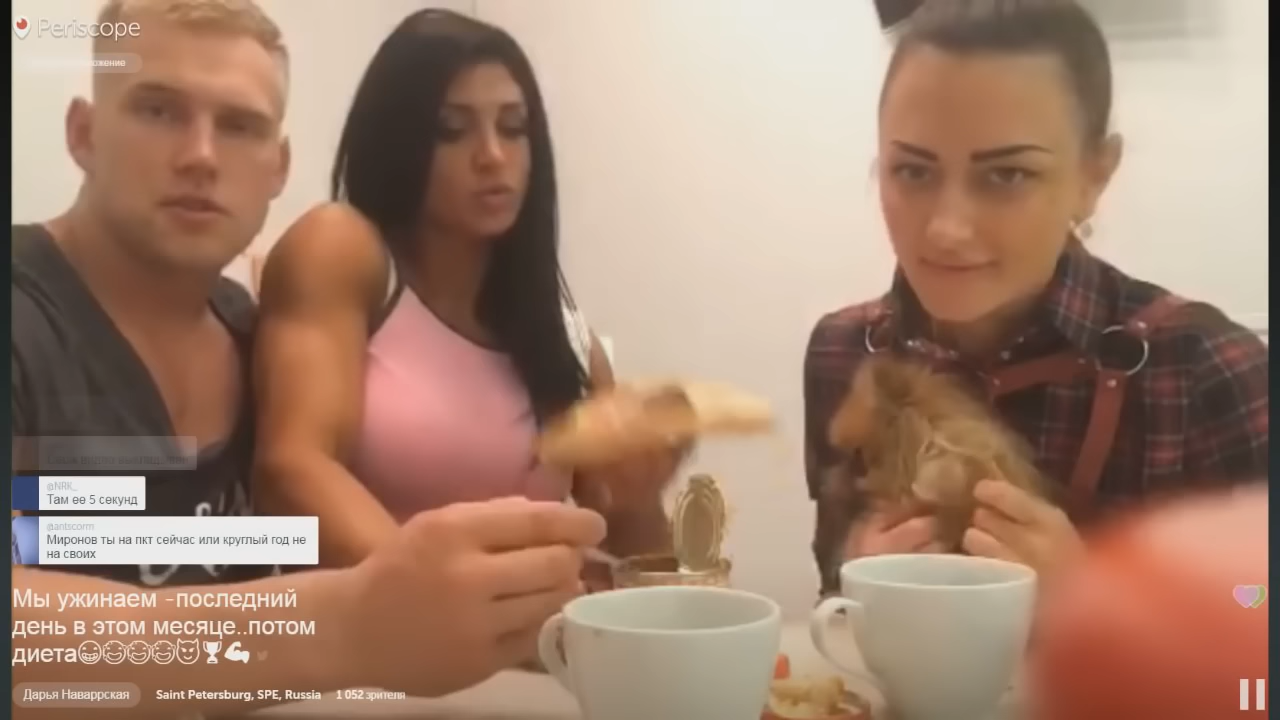 Periscope
@NRK_
Там ее 5 секунд
@antscorm
Миронов ты на пкт сейчас или круглый год не
на своих
Мы ужинаем -последний
день в этом месяце..потом
диета😁😂😂😂😈🏆💪
Дарья Наваррская
Saint Petersburg, SPE, Russia
1 052 зрителя